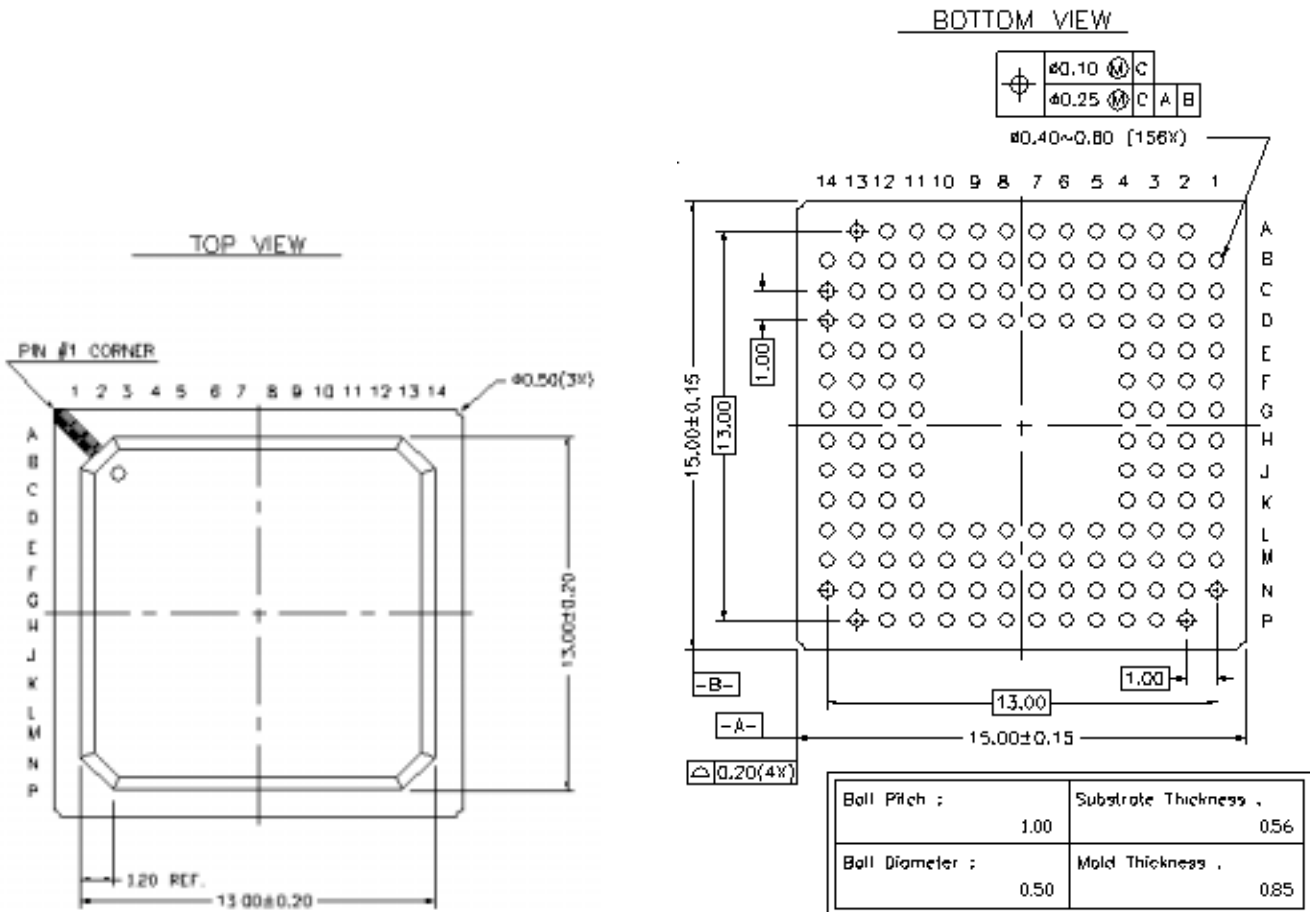 BOTTOM VIEW
ø0.10 Ⓜ C
ø0.25 Ⓜ C A B
ø0.40~0.80 (156X)
14 13 12 11 10 9 8 7 6 5 4 3 2 1
A
B
C
D
E
F
G
H
J
K
L
M
N
P
1.00
13.00
15.00±0.15
-B-
-A-
1.00
13.00
15.00±0.15
0.20(4X)
TOP VIEW
PIN #1 CORNER
1 2 3 4 5 6 7 8 9 10 11 12 13 14
ø0.50(3X)
A
B
C
D
E
F
G
H
J
K
L
M
N
P
13.00±0.20
1.20 REF.
13.00±0.20
Ball Pitch : 1.00
Substrate Thickness : 0.56
Ball Diameter : 0.50
Mold Thickness : 0.85